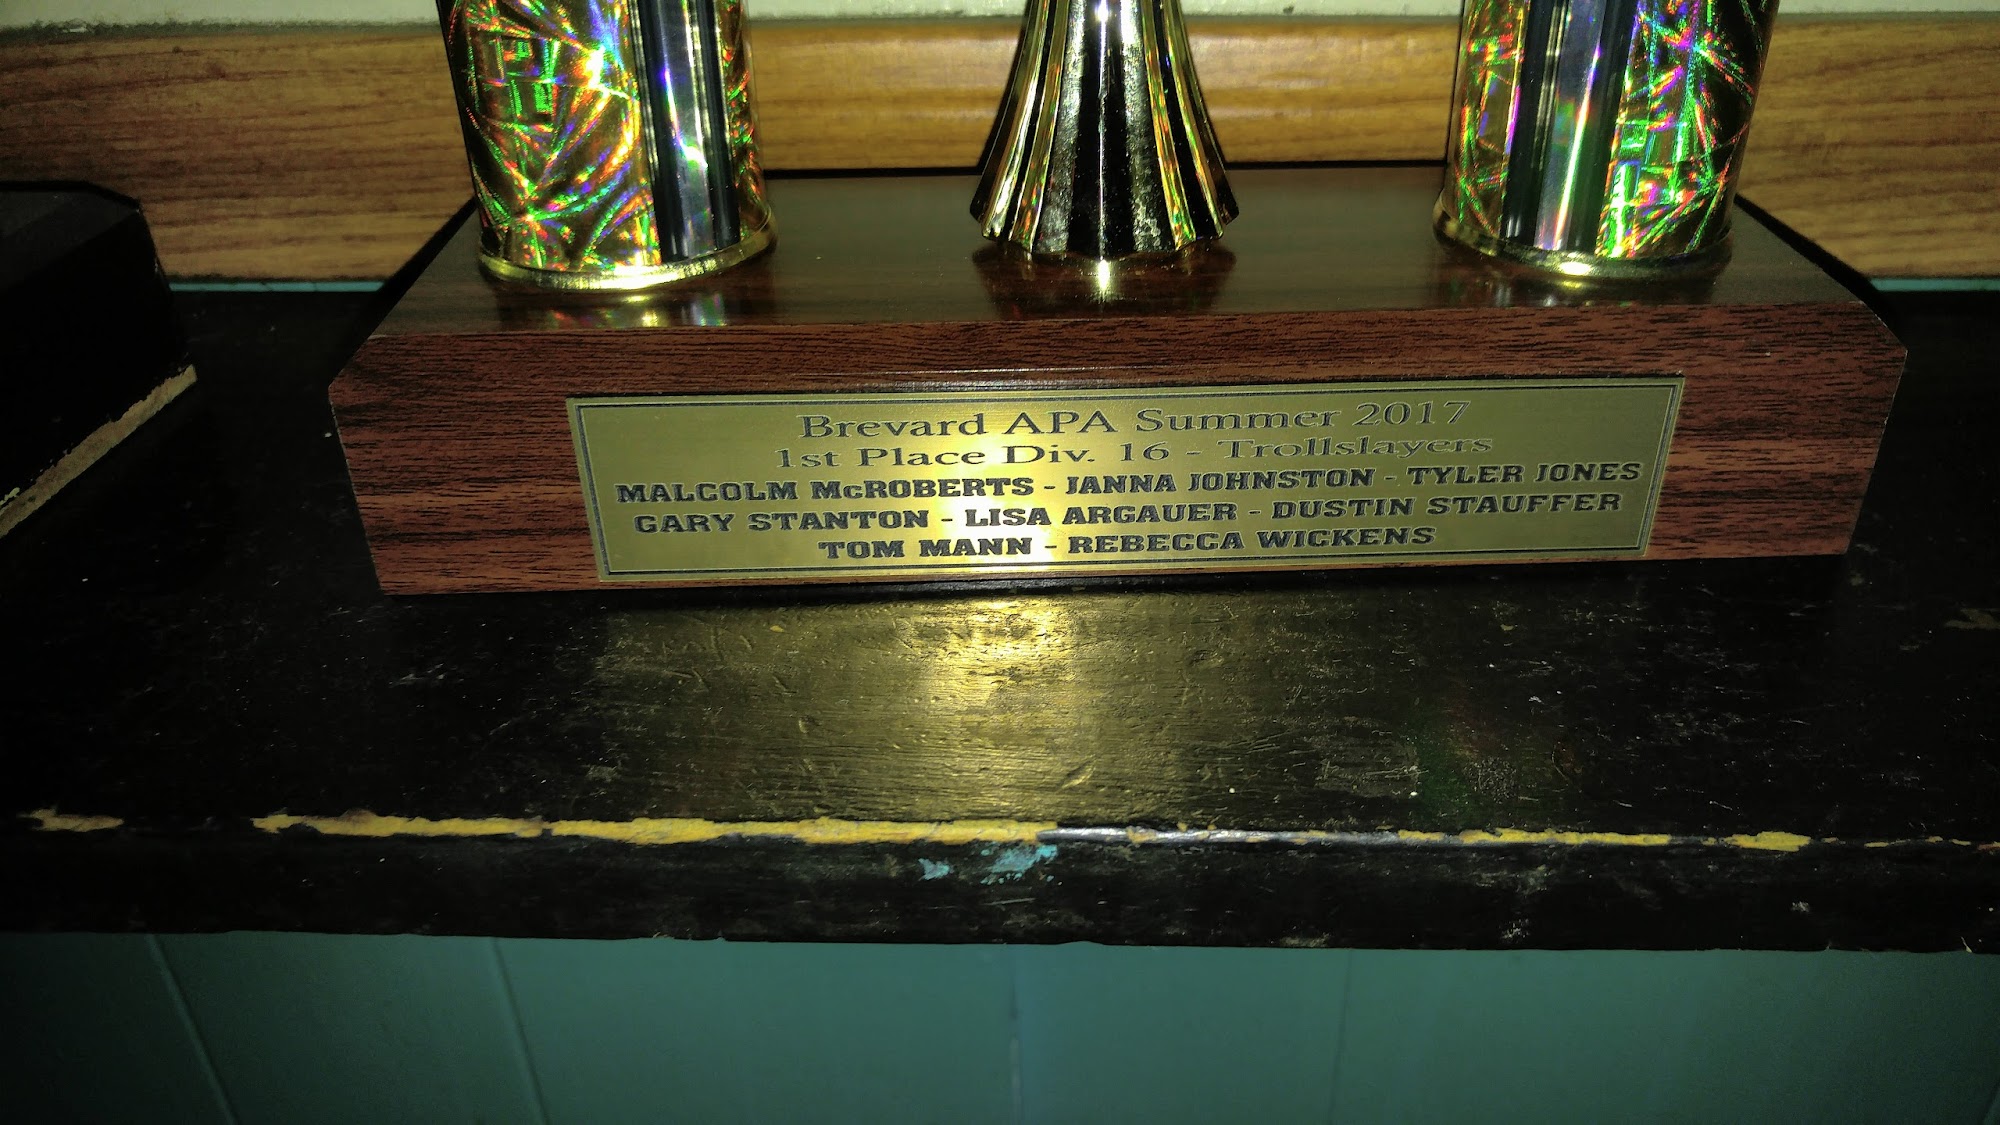 Brevard APA Summer 2017
1st Place Div. 16 - Trollslayers
MALCOLM McROBERTS - JANNA JOHNSTON - TYLER JONES
GARY STANTON - LISA ARGAUER - DUSTIN STAUFFER
TOM MANN - REBECCA WICKENS